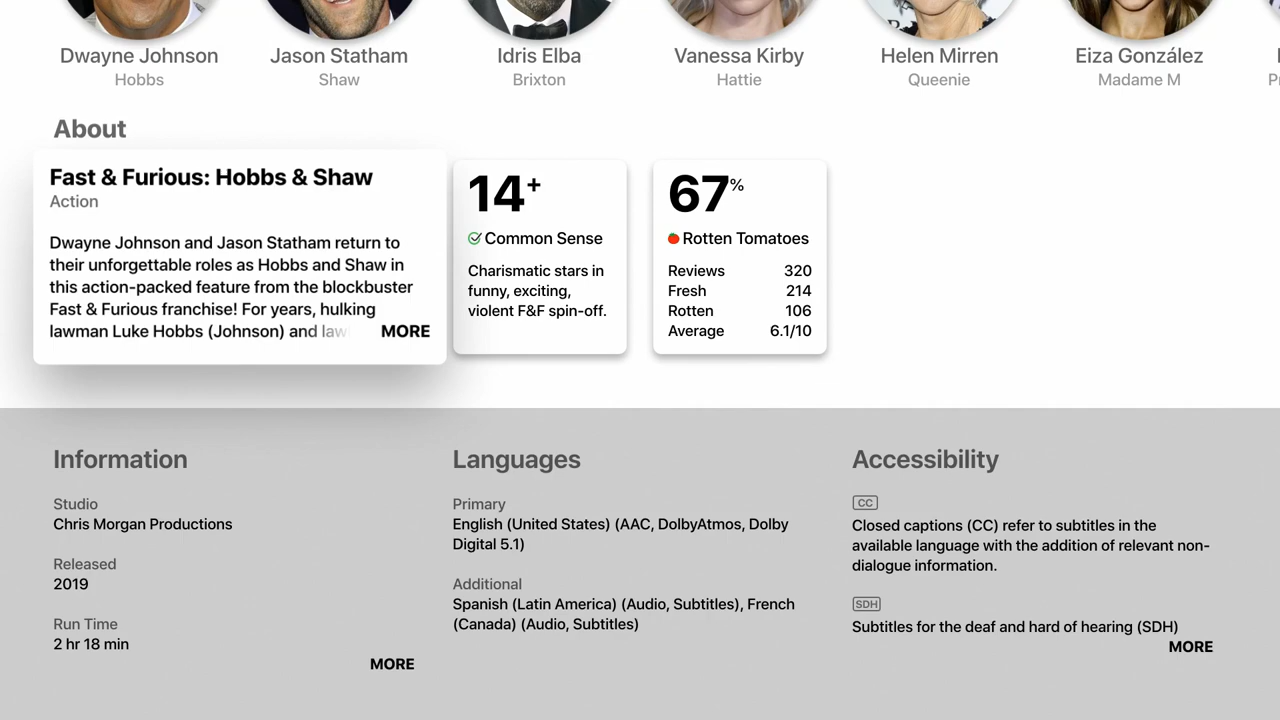 Dwayne Johnson
Hobbs
Jason Statham
Shaw
Idris Elba
Brixton
Vanessa Kirby
Hattie
Helen Mirren
Queenie
Eiza González
Madame M
About
Fast & Furious: Hobbs & Shaw
Action
Dwayne Johnson and Jason Statham return to
their unforgettable roles as Hobbs and Shaw in
this action-packed feature from the blockbuster
Fast & Furious franchise! For years, hulking
lawman Luke Hobbs (Johnson) and law MORE
14+
Common Sense
Charismatic stars in
funny, exciting,
violent F&F spin-off.
67%
Rotten Tomatoes
Reviews 320
Fresh 214
Rotten 106
Average 6.1/10
Information
Studio
Chris Morgan Productions
Released
2019
Run Time
2 hr 18 min
MORE
Languages
Primary
English (United States) (AAC, DolbyAtmos, Dolby
Digital 5.1)
Additional
Spanish (Latin America) (Audio, Subtitles), French
(Canada) (Audio, Subtitles)
Accessibility
CC
Closed captions (CC) refer to subtitles in the
available language with the addition of relevant non-
dialogue information.
SDH
Subtitles for the deaf and hard of hearing (SDH)
MORE